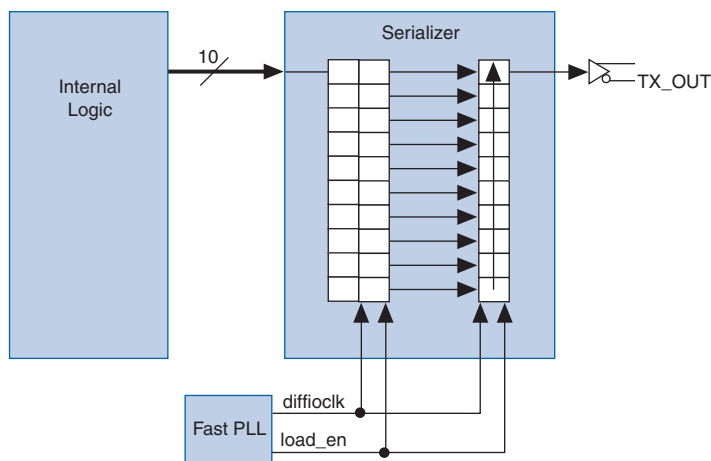 Serializer
10
Internal
Logic
TX_OUT
diffioclk
Fast PLL
load_en